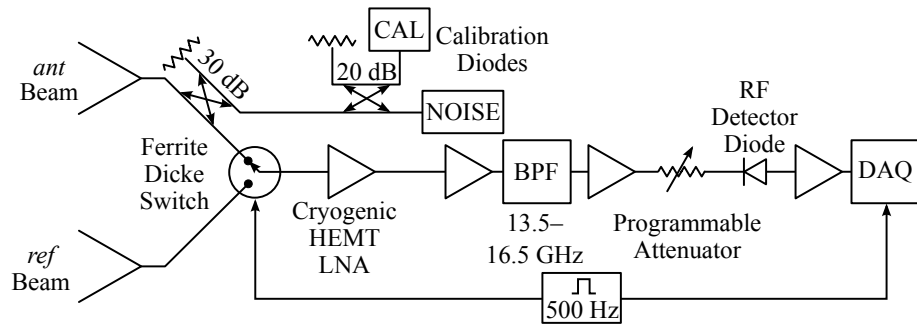 ant
Beam
30 dB
20 dB
CAL
Calibration
Diodes
NOISE
Ferrite
Dicke
Switch
Cryogenic
HEMT
LNA
BPF
13.5–
16.5 GHz
Programmable
Attenuator
RF
Detector
Diode
DAQ
ref
Beam
500 Hz